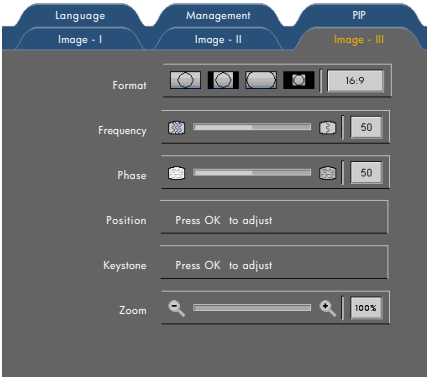 Language Management PIP
Image - I Image - II Image - III
Format 16:9
Frequency 50
Phase 50
Position Press OK to adjust
Keystone Press OK to adjust
Zoom 100%